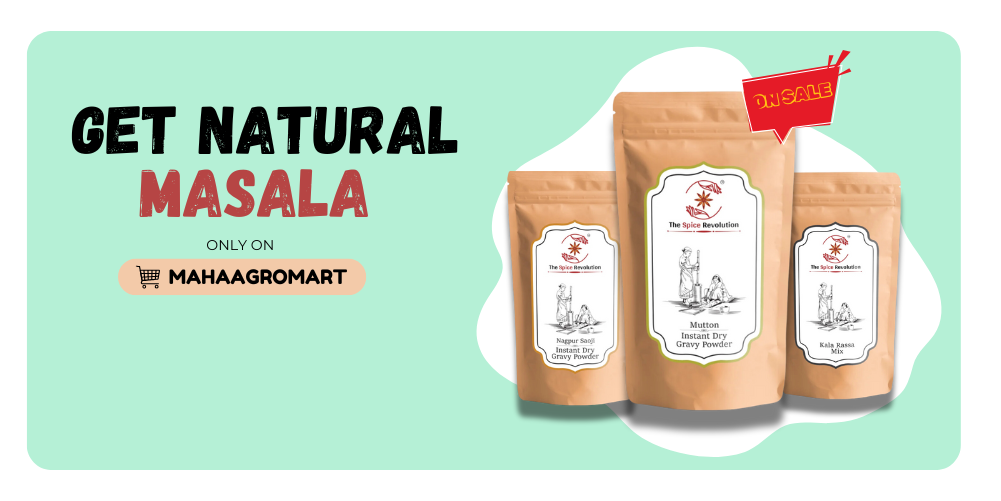 GET NATURAL
MASALA
ONLY ON
MAHAAGROMART
ON SALE
The Spice Revolution
Nagpur Saoji
Instant Dry
Gravy Powder
The Spice Revolution
Mutton
Instant Dry
Gravy Powder
The Spice Revolution
Kala Rassa
Mix